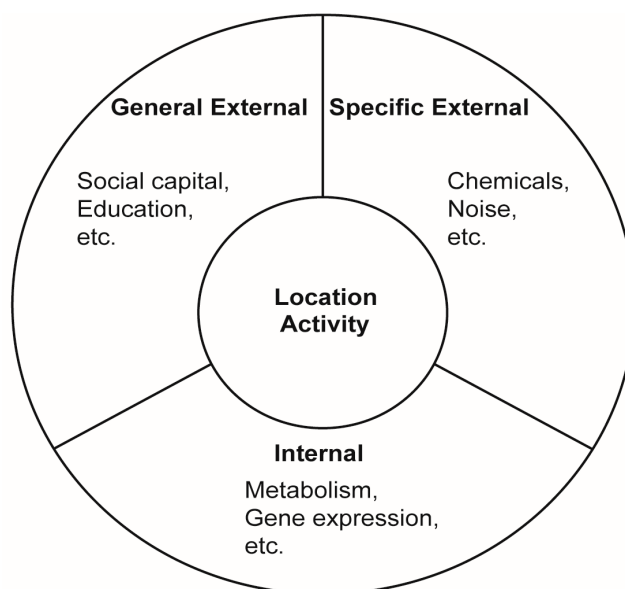 General External
Specific External
Social capital,
Education,
etc.
Chemicals,
Noise,
etc.
Location
Activity
Internal
Metabolism,
Gene expression,
etc.